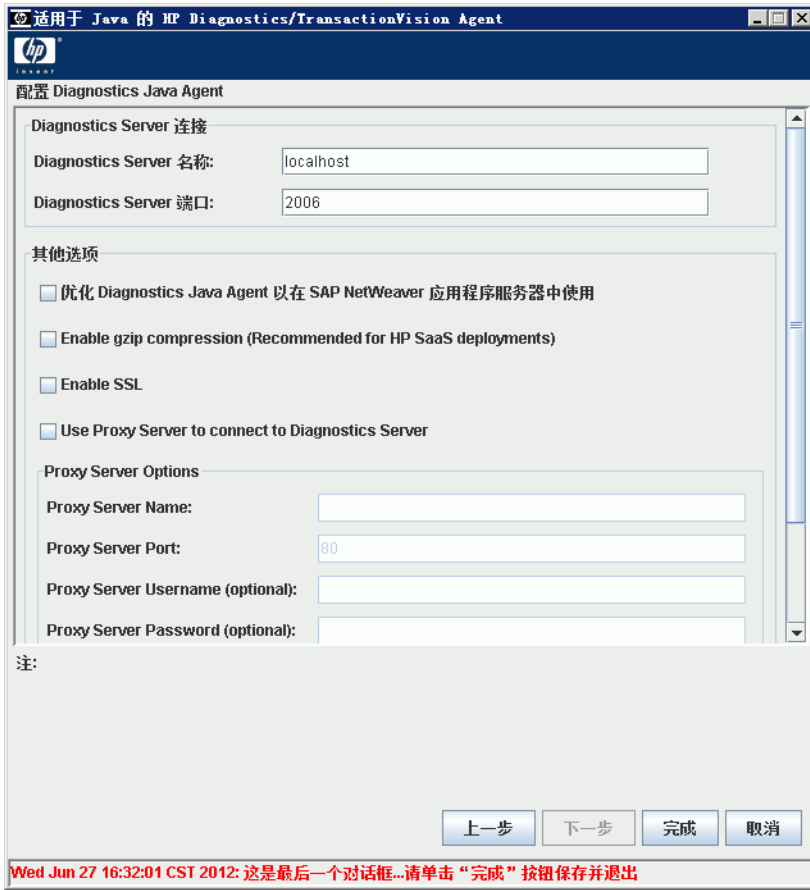 适用于 Java 的 HP Diagnostics/TransactionVision Agent
hp
invent
配置 Diagnostics Java Agent
Diagnostics Server 连接
Diagnostics Server 名称: localhost
Diagnostics Server 端口: 2006
其他选项
优化 Diagnostics Java Agent 以在 SAP NetWeaver 应用程序服务器中使用
Enable gzip compression (Recommended for HP SaaS deployments)
Enable SSL
Use Proxy Server to connect to Diagnostics Server
Proxy Server Options
Proxy Server Name:
Proxy Server Port: 80
Proxy Server Username (optional):
Proxy Server Password (optional):
注:
上一步 下一步 完成 取消
Wed Jun 27 16:32:01 CST 2012: 这是最后一个对话框...请单击“完成”按钮保存并退出